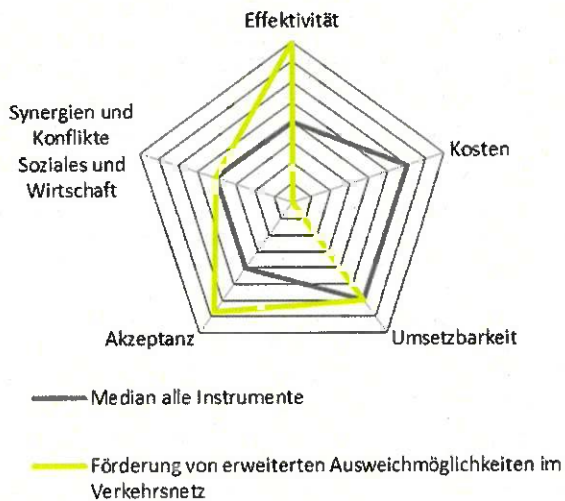 Effektivität
Synergien und
Konflikte
Soziales und
Wirtschaft
Kosten
Akzeptanz
Umsetzbarkeit
Median alle Instrumente
Förderung von erweiterten Ausweichmöglichkeiten im
Verkehrsnetz